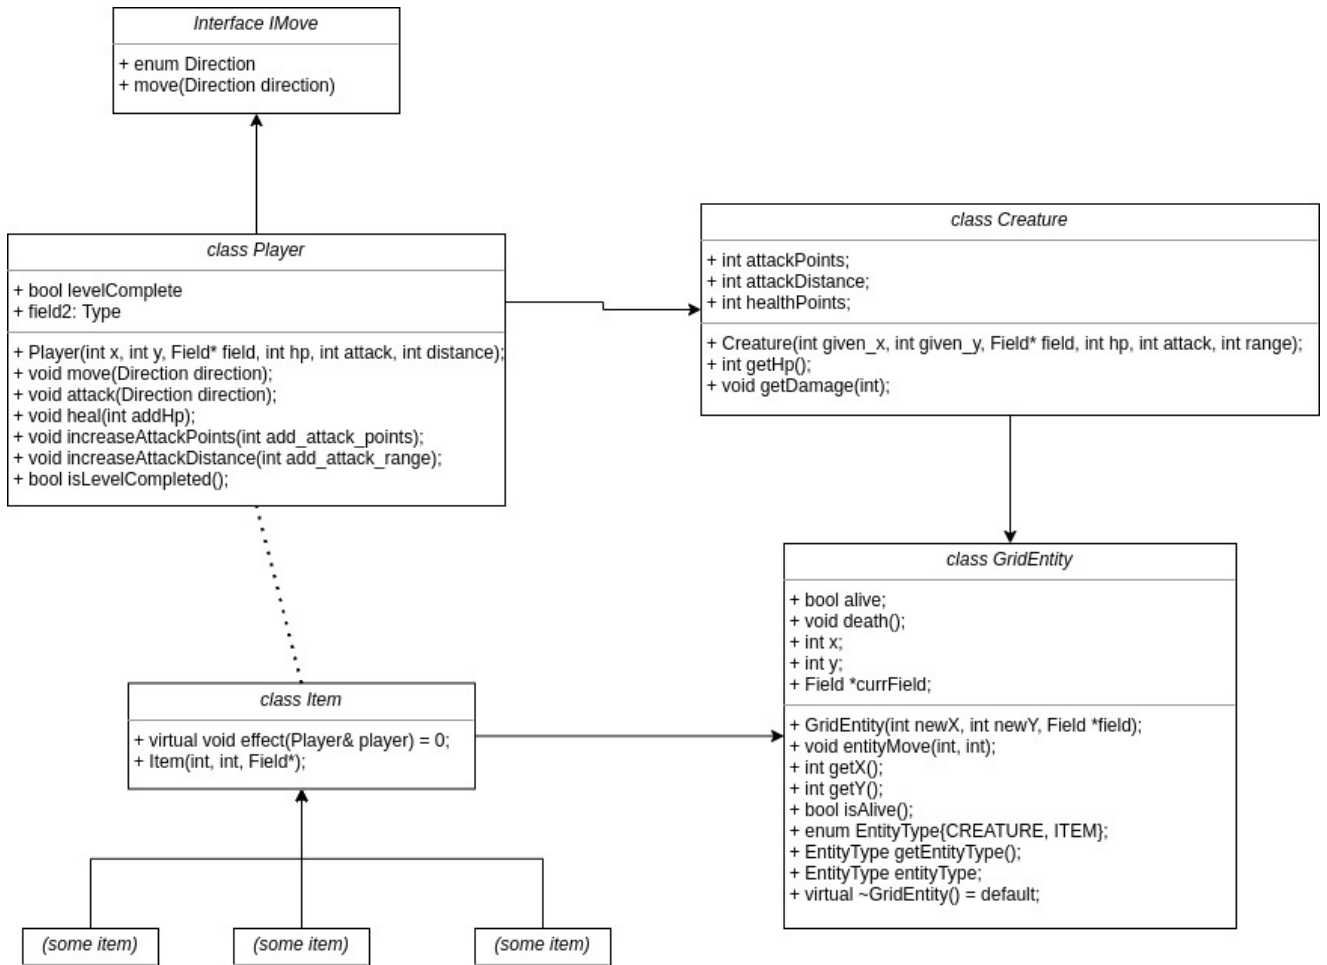 Interface IMove
+ enum Direction
+ move(Direction direction)
class Player
+ bool levelComplete
+ field2: Type
+ Player(int x, int y, Field* field, int hp, int attack, int distance);
+ void move(Direction direction);
+ void attack(Direction direction);
+ void heal(int addHp);
+ void increaseAttackPoints(int add_attack_points);
+ void increaseAttackDistance(int add_attack_range);
+ bool isLevelCompleted();
class Creature
+ int attackPoints;
+ int attackDistance;
+ int healthPoints;
+ Creature(int given_x, int given_y, Field* field, int hp, int attack, int range);
+ int getHp();
+ void getDamage(int);
class GridEntity
+ bool alive;
+ void death();
+ int x;
+ int y;
+ Field *currField;
+ GridEntity(int newX, int newY, Field *field);
+ void entityMove(int, int);
+ int getX();
+ int getY();
+ bool isAlive();
+ enum EntityType{CREATURE, ITEM};
+ EntityType getEntityType();
+ EntityType entityType;
+ virtual ~GridEntity() = default;
class Item
+ virtual void effect(Player& player) = 0;
+ Item(int, int, Field*);
(some item)
(some item)
(some item)